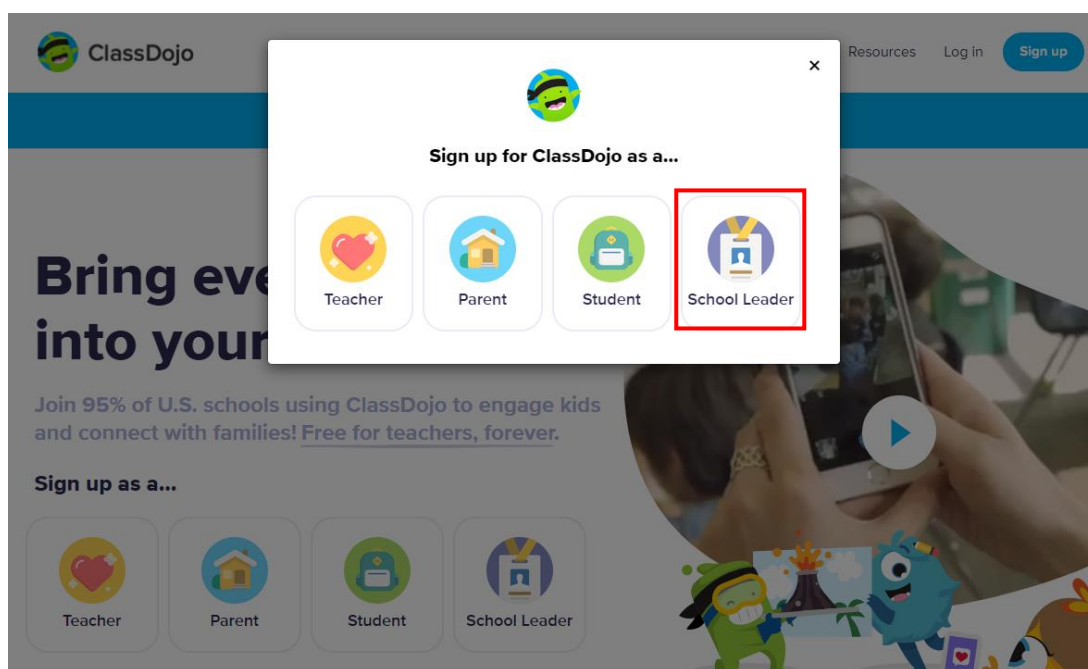 ClassDojo
Resources
Log in
Sign up
×
Sign up for ClassDojo as a...
Teacher
Parent
Student
School Leader
Bring eve
into your
Join 95% of U.S. schools using ClassDojo to engage kids
and connect with families! Free for teachers, forever.
Sign up as a...
Teacher
Parent
Student
School Leader